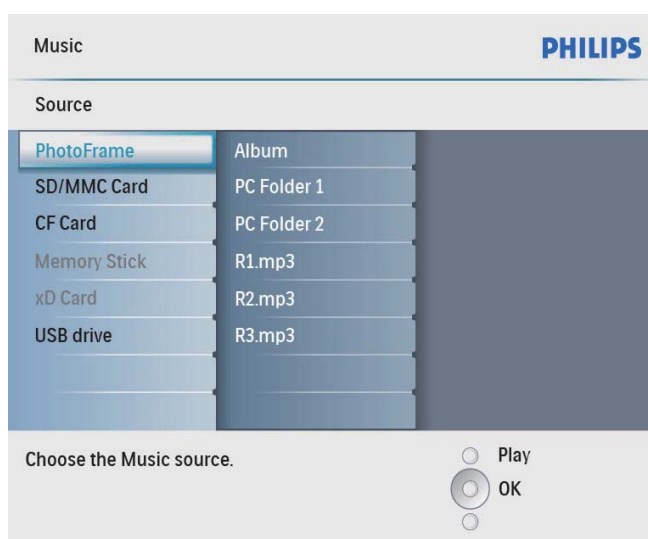 Music
PHILIPS
Source
PhotoFrame
SD/MMC Card
CF Card
Memory Stick
xD Card
USB drive
Album
PC Folder 1
PC Folder 2
R1.mp3
R2.mp3
R3.mp3
Choose the Music source.
Play
OK